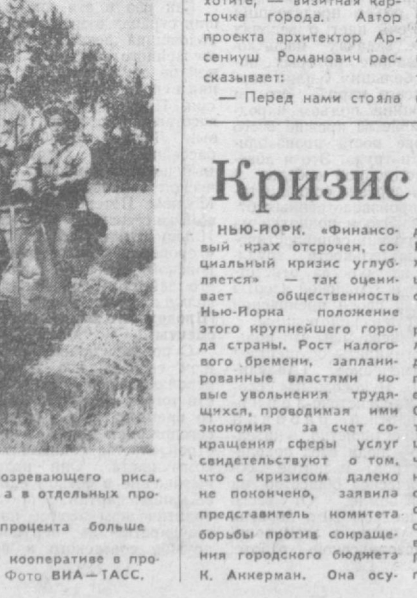 озревающего риса,
а в отдельных про-
процента больше
кооперативе в про-
Фото ВИА—ТАСС.
хотите, — визитная кар-
точка города. Автор
проекта архитектор Ар-
сениуш Романович рас-
сказывает:
— Перед нами стояла
Кризис
НЬЮ-ЙОРК. «Финансо-
вый крах отсрочен, со-
циальный кризис углуб-
ляется» — так оцени-
вает общественность
Нью-Йорка положение
этого крупнейшего горо-
да страны. Рост налого-
вого бремени, заплани-
рованные властями но-
вые увольнения трудя-
щихся, проводимая ими
экономия за счет со-
кращения сферы услуг
свидетельствуют о том,
что с кризисом далеко
не покончено, заявила
представитель комитета
борьбы против сокраще-
ния городского бюджета
К. Аккерман. Она осу-